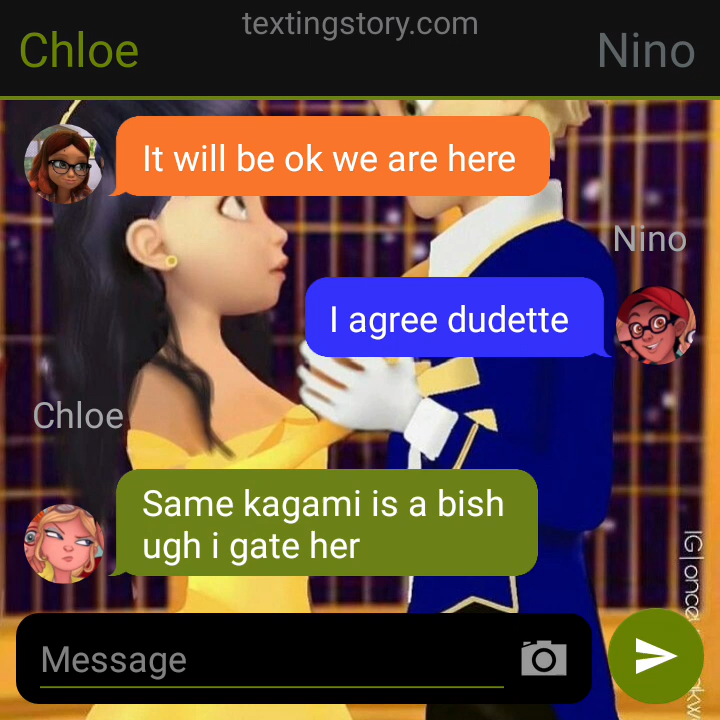 textingstory.com
Chloe
Nino
It will be ok we are here
Nino
I agree dudette
Chloe
Same kagami is a bish
ugh i gate her
Message